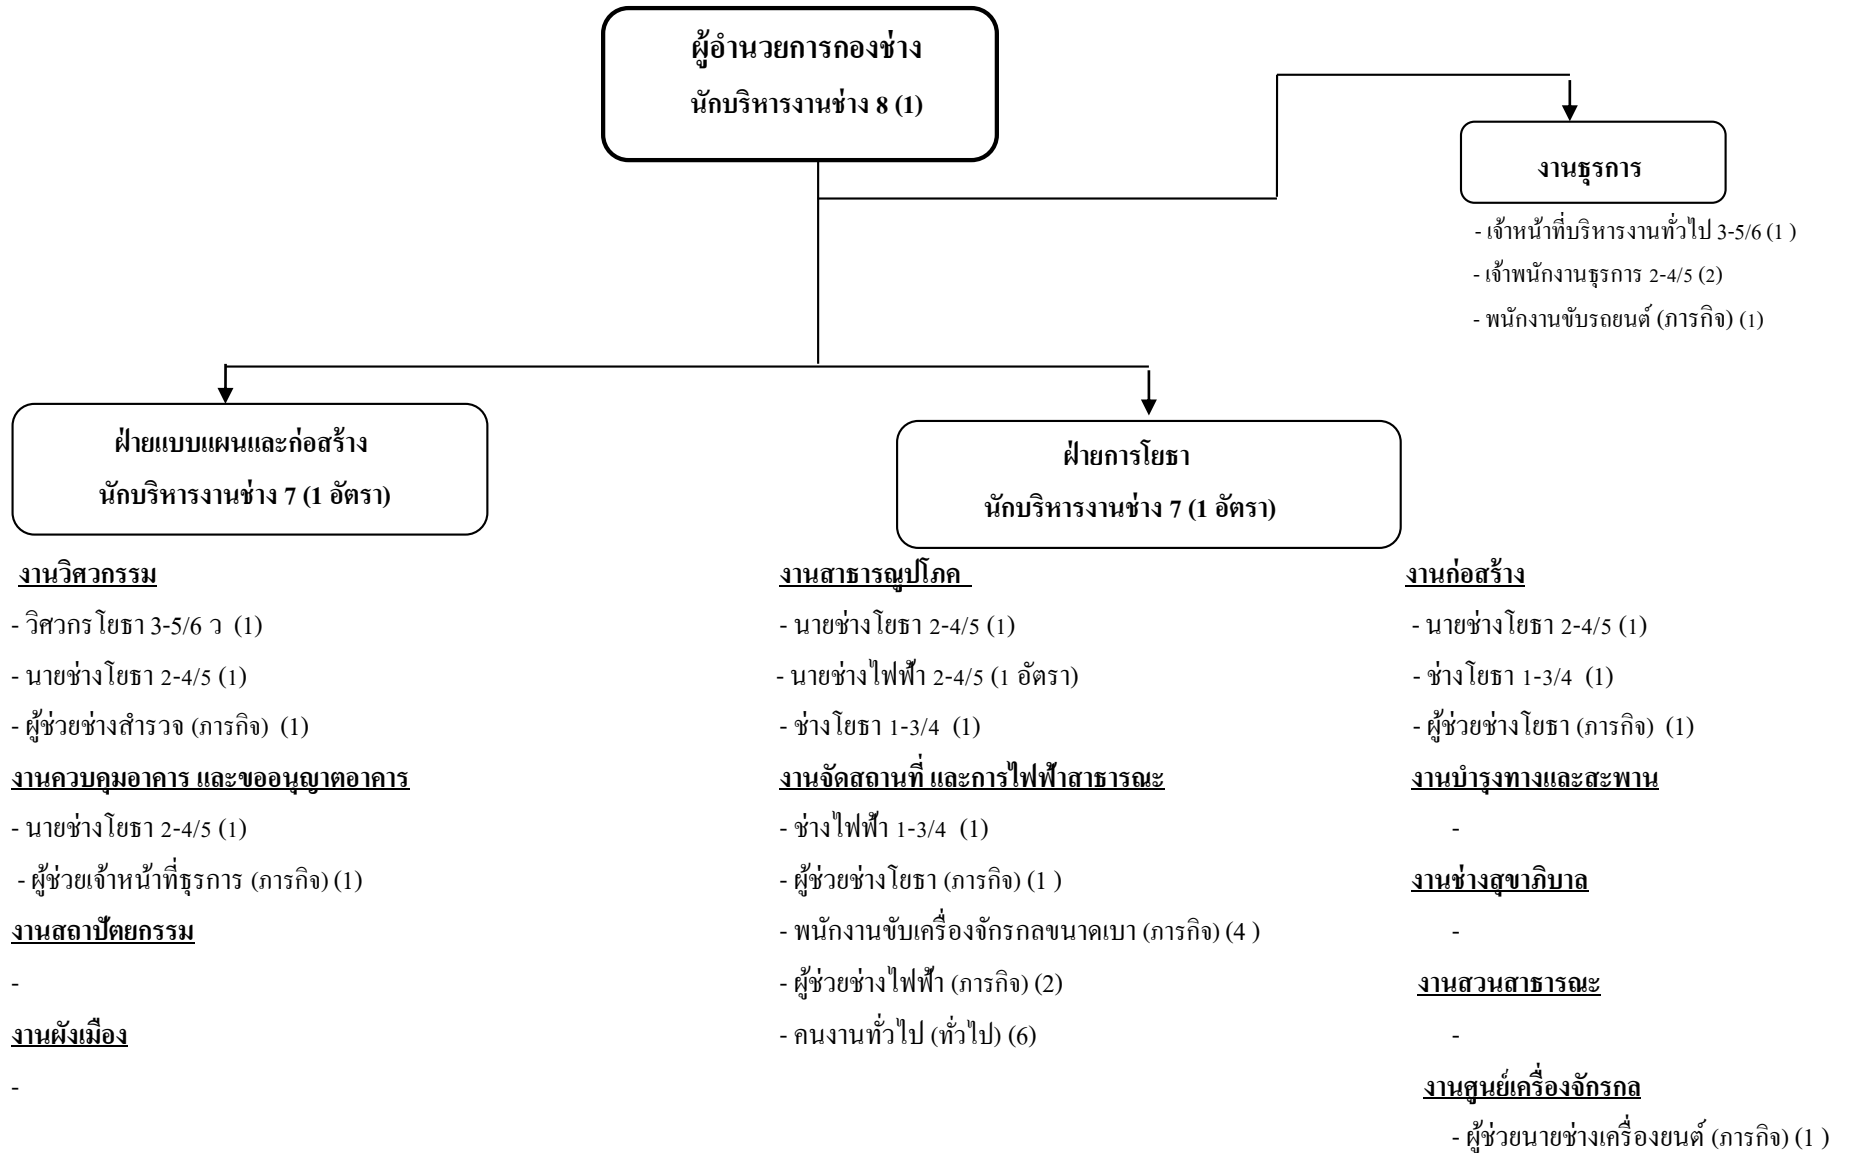 ผู้อำนวยการกองช่าง
นักบริหารงานช่าง 8 (1)
งานธุรการ
- เจ้าหน้าที่บริหารงานทั่วไป 3-5/6 (1 )
- เจ้าพนักงานธุรการ 2-4/5 (2)
- พนักงานขับรถยนต์ (ภารกิจ) (1)
ฝ่ายแบบแผนและก่อสร้าง
นักบริหารงานช่าง 7 (1 อัตรา)
ฝ่ายการโยธา
นักบริหารงานช่าง 7 (1 อัตรา)
งานวิศวกรรม
- วิศวกรโยธา 3-5/6 ว (1)
- นายช่างโยธา 2-4/5 (1)
- ผู้ช่วยช่างสำรวจ (ภารกิจ) (1)
งานควบคุมอาคาร และขออนุญาตอาคาร
- นายช่างโยธา 2-4/5 (1)
- ผู้ช่วยเจ้าหน้าที่ธุรการ (ภารกิจ) (1)
งานสถาปัตยกรรม
-
งานผังเมือง
-
งานสาธารณูปโภค
- นายช่างโยธา 2-4/5 (1)
- นายช่างไฟฟ้า 2-4/5 (1 อัตรา)
- ช่างโยธา 1-3/4 (1)
งานจัดสถานที่ และการไฟฟ้าสาธารณะ
- ช่างไฟฟ้า 1-3/4 (1)
- ผู้ช่วยช่างโยธา (ภารกิจ) (1 )
- พนักงานขับเครื่องจักรกลขนาดเบา (ภารกิจ) (4 )
- ผู้ช่วยช่างไฟฟ้า (ภารกิจ) (2)
- คนงานทั่วไป (ทั่วไป) (6)
งานก่อสร้าง
- นายช่างโยธา 2-4/5 (1)
- ช่างโยธา 1-3/4 (1)
- ผู้ช่วยช่างโยธา (ภารกิจ) (1)
งานบำรุงทางและสะพาน
-
งานช่างสุขาภิบาล
-
งานสวนสาธารณะ
-
งานศูนย์เครื่องจักรกล
- ผู้ช่วยนายช่างเครื่องยนต์ (ภารกิจ) (1 )